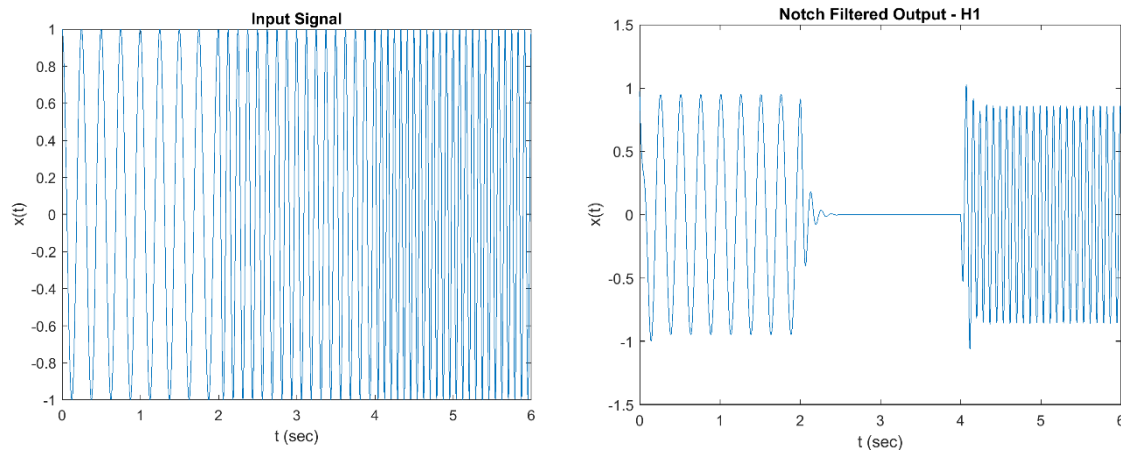 Input Signal
1
0.8
0.6
0.4
0.2
0
-0.2
-0.4
-0.6
-0.8
-1
x(t)
0 1 2 3 4 5 6
t (sec)
Notch Filtered Output - H1
1.5
1
0.5
0
-0.5
-1
-1.5
x(t)
0 1 2 3 4 5 6
t (sec)